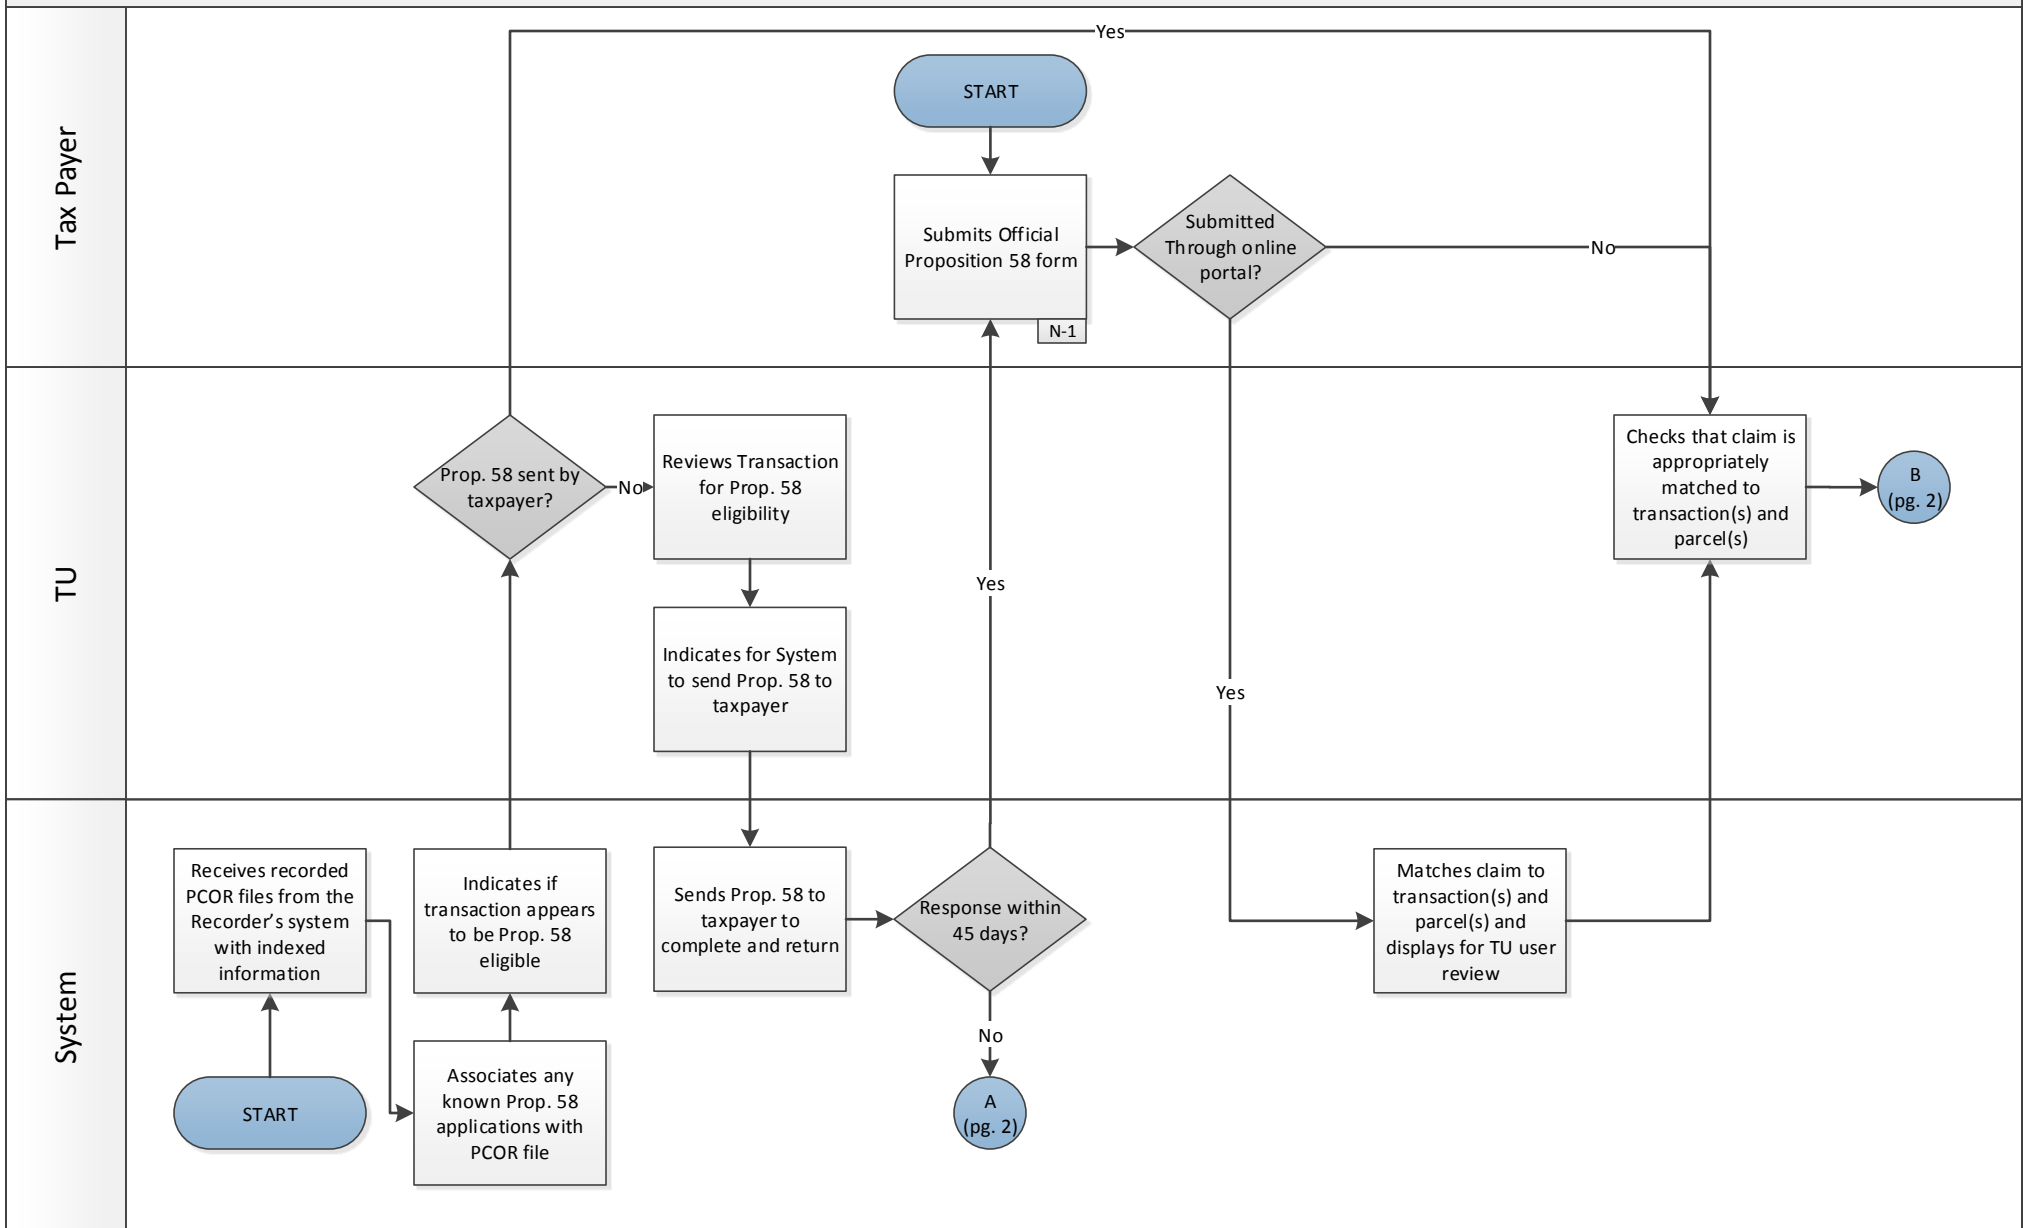 Tax Payer
Yes
START
Submits Official
Proposition 58 form
N-1
Submitted
Through online
portal?
No
TU
Prop. 58 sent by
taxpayer?
No
Reviews Transaction
for Prop. 58
eligibility
Indicates for System
to send Prop. 58 to
taxpayer
Yes
Yes
Checks that claim is
appropriately
matched to
transaction(s) and
parcel(s)
B
(pg. 2)
System
Receives recorded
PCOR files from the
Recorder’s system
with indexed
information
START
Indicates if
transaction appears
to be Prop. 58
eligible
Associates any
known Prop. 58
applications with
PCOR file
Sends Prop. 58 to
taxpayer to
complete and return
Response within
45 days?
No
A
(pg. 2)
Matches claim to
transaction(s) and
parcel(s) and
displays for TU user
review